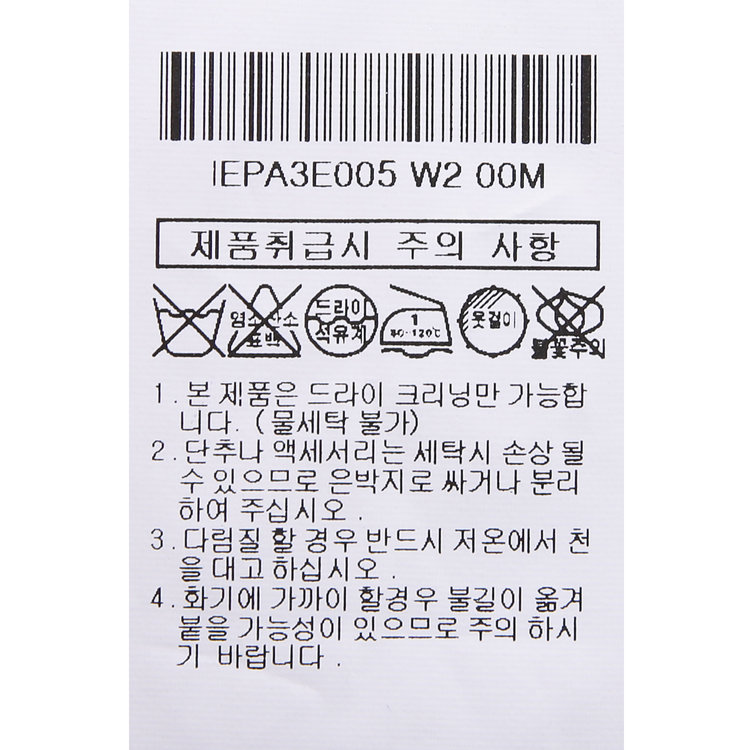 IEPA3E005 W2 00M
제품취급시 주의 사항
염소산소 표백
드라이 석유계
1 80-120℃
옷걸이
불꽃주의
1. 본 제품은 드라이 크리닝만 가능합
니다. (물세탁 불가)
2. 단추나 액세서리는 세탁시 손상 될
수 있으므로 은박지로 싸거나 분리
하여 주십시오.
3. 다림질 할 경우 반드시 저온에서 천
을 대고 하십시오.
4. 화기에 가까이 할경우 불길이 옮겨
붙을 가능성이 있으므로 주의 하시
기 바랍니다.